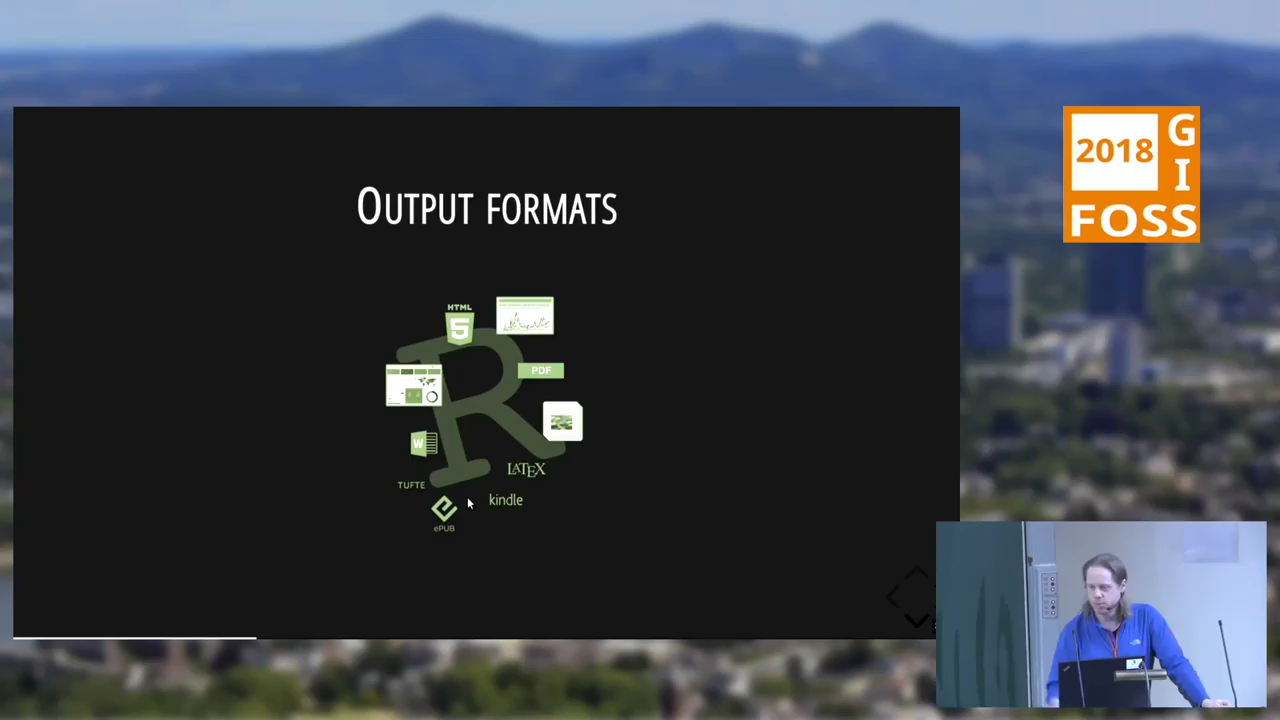 OUTPUT FORMATS
HTML
5
PDF
R
W
LATEX
TUFTE
kindle
ePUB
2018
G
I
FOSS